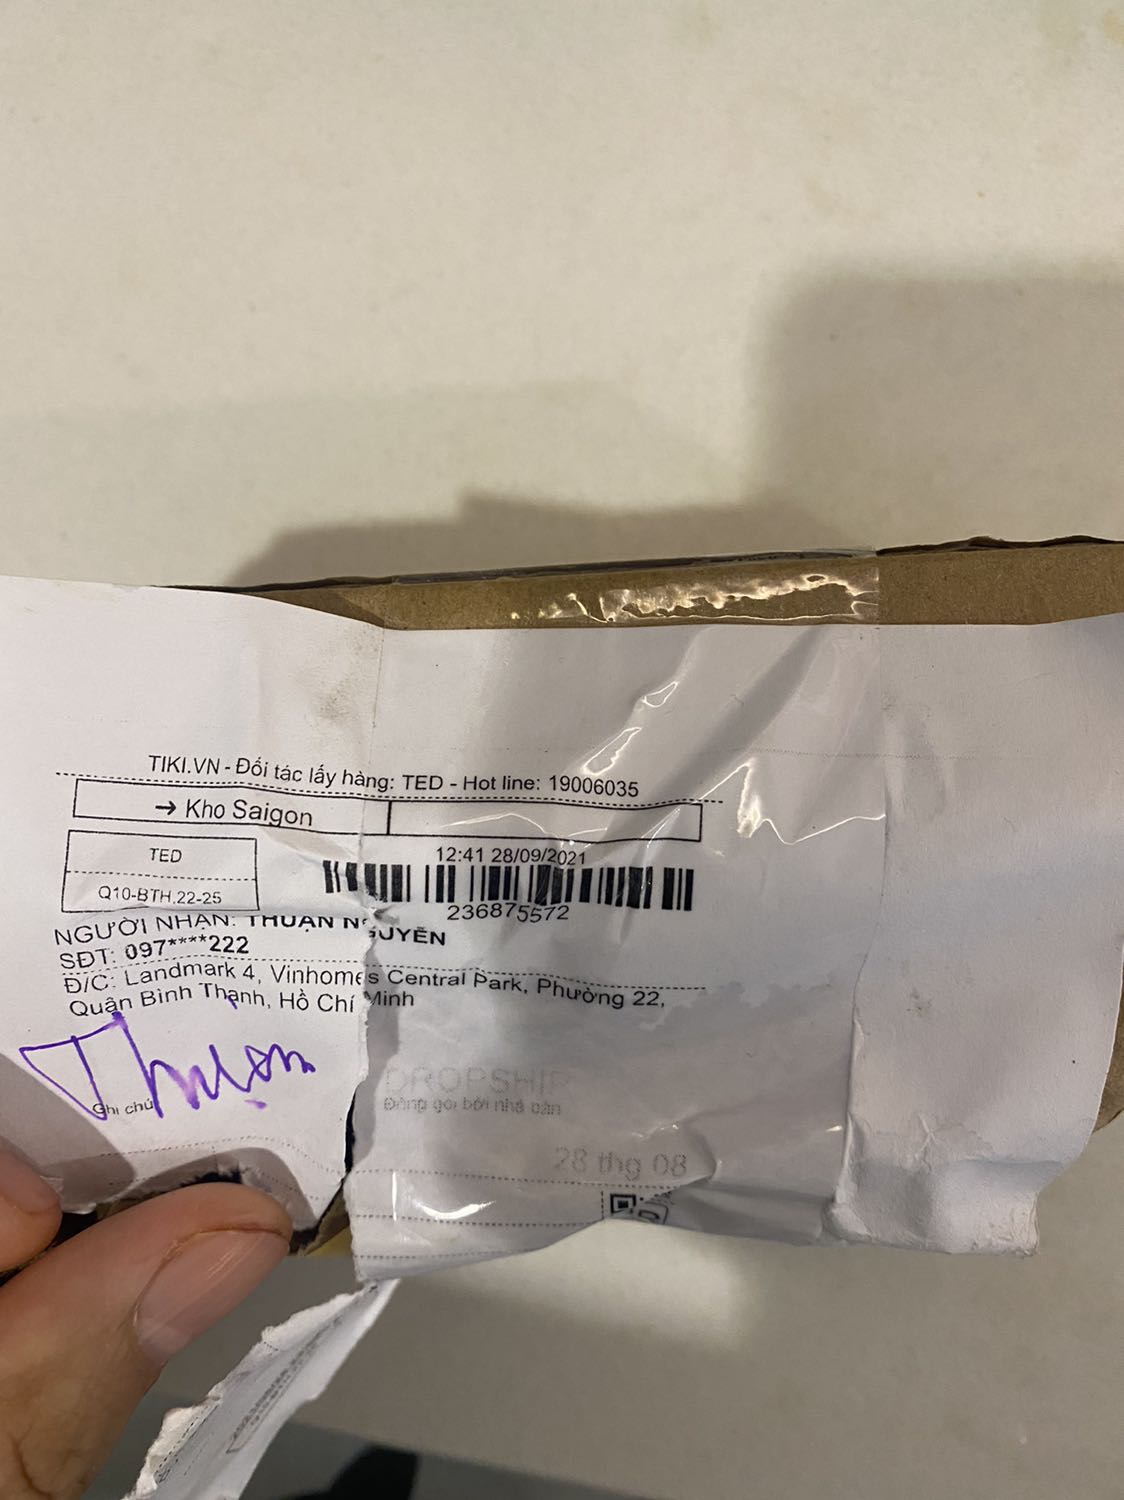 TIKI.VN - Đối tác lấy hàng: TED - Hot line: 19006035
→ Kho Saigon
TED
Q10-BTH.22-25
12:41 28/09/2021
236875572
NGƯỜI NHẬN: THUẬN NGUYỄN
SĐT: 097****222
Đ/C: Landmark 4, Vinhomes Central Park, Phường 22,
Quận Bình Thạnh, Hồ Chí Minh
Thuận
Ghi chú
DROPSHIP
Đóng gói bởi nhà bán
28 thg 08